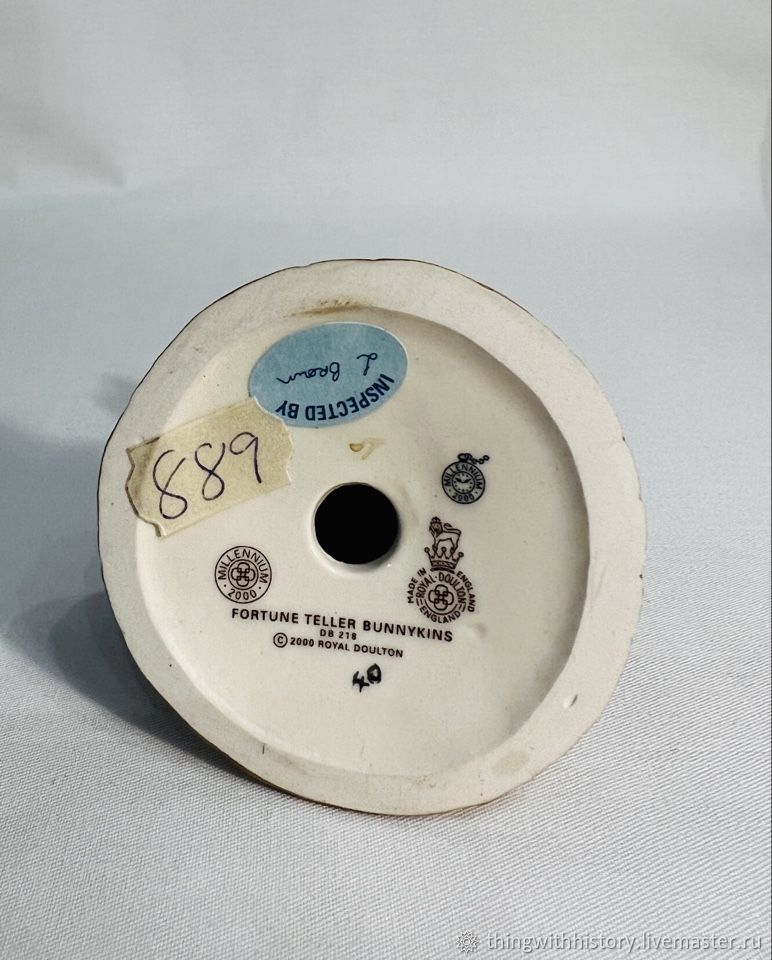 INSPECTED BY
L Brown
889
MILLENNIUM
2000
MILLENNIUM
2000
MADE IN ENGLAND
ROYAL·DOULTON
ENGLAND
FORTUNE TELLER BUNNYKINS
DB 218
© 2000 ROYAL DOULTON
40
thingwithhistory.livemaster.ru